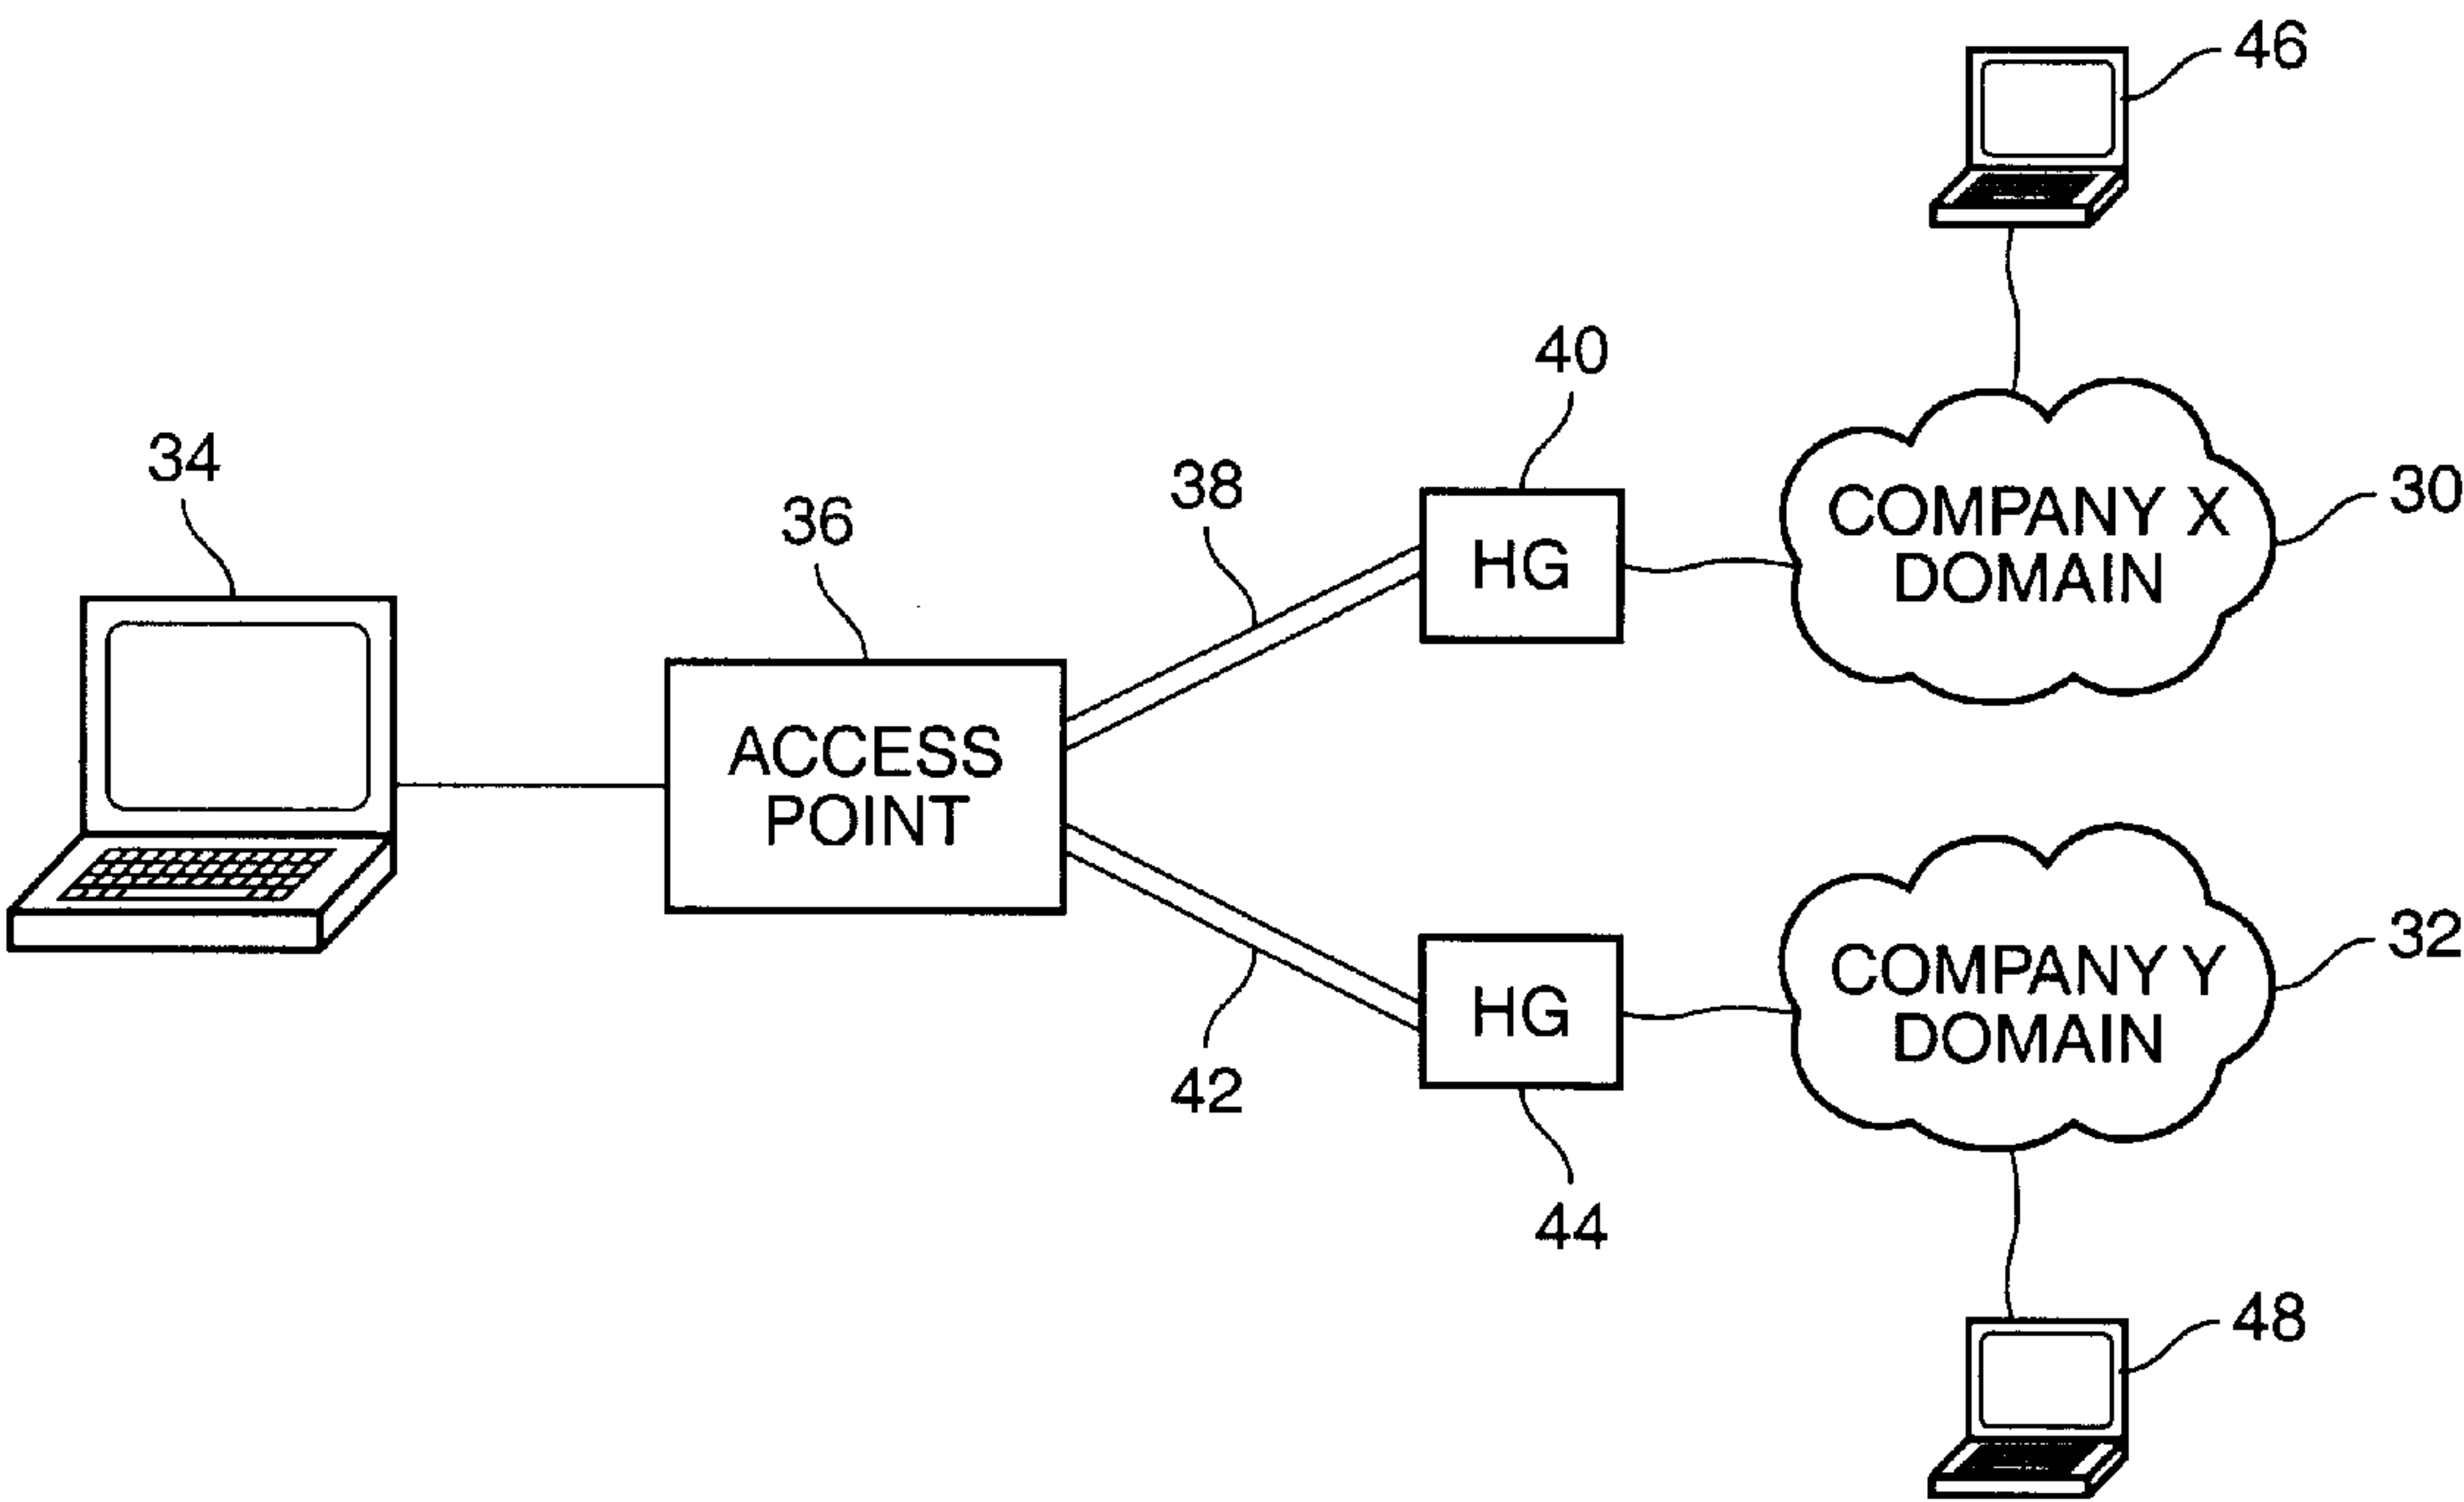 46
40
34
38
30
36
COMPANY X
DOMAIN
HG
ACCESS
POINT
32
COMPANY Y
DOMAIN
HG
42
44
48